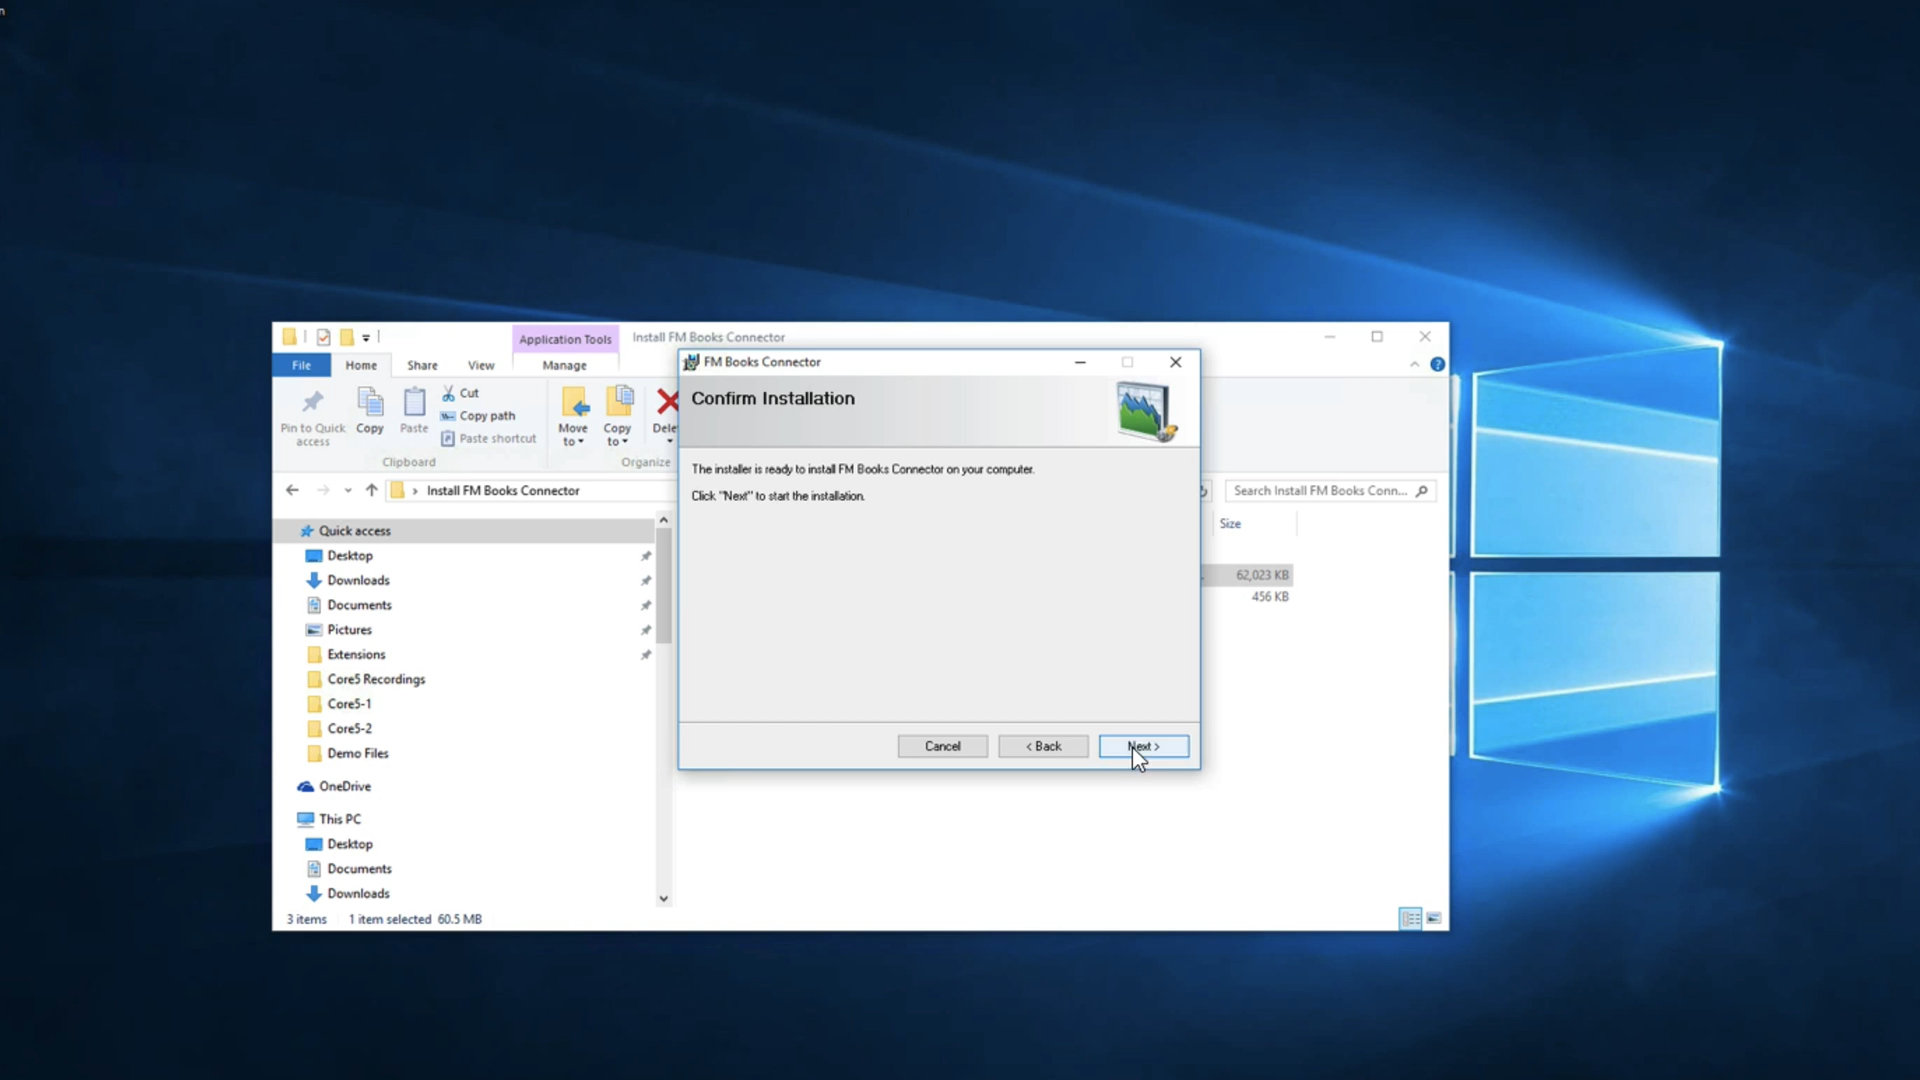 n
Application Tools
Install FM Books Connector
File
Home
Share
View
Manage
Pin to Quick
access
Copy
Paste
Cut
Copy path
Paste shortcut
Move
to
Copy
to
Dele
Clipboard
Organize
Install FM Books Connector
Search Install FM Books Conn...
Quick access
Desktop
Downloads
Documents
Pictures
Extensions
Core5 Recordings
Core5-1
Core5-2
Demo Files
OneDrive
This PC
Desktop
Documents
Downloads
Size
62,023 KB
456 KB
3 items
1 item selected 60.5 MB
FM Books Connector
Confirm Installation
The installer is ready to install FM Books Connector on your computer.
Click "Next" to start the installation.
Cancel
< Back
Next >